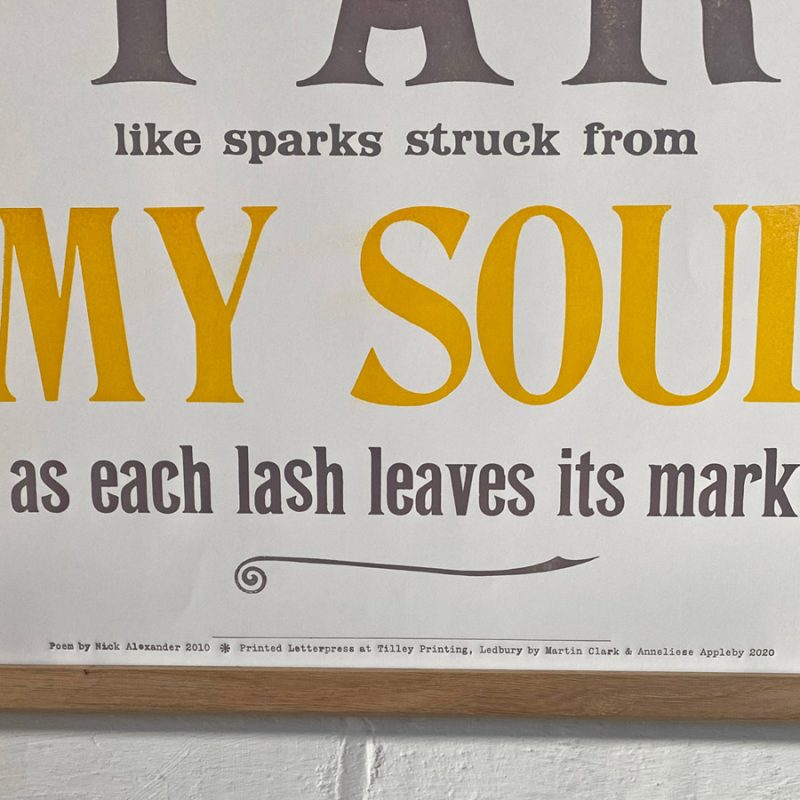 like sparks struck from
MY SOUL
as each lash leaves its mark
Poem by Nick Alexander 2010 ❋ Printed Letterpress at Tilley Printing, Ledbury by Martin Clark & Anneliese Appleby 2020